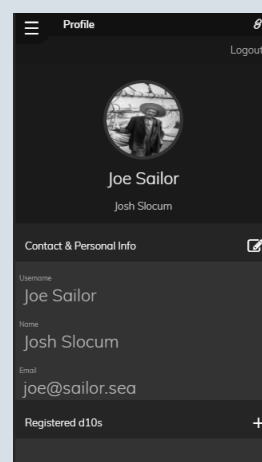 Profile
Logout
Joe Sailor
Josh Slocum
Contact & Personal Info
Username
Joe Sailor
Name
Josh Slocum
Email
joe@sailor.sea
Registered d10s